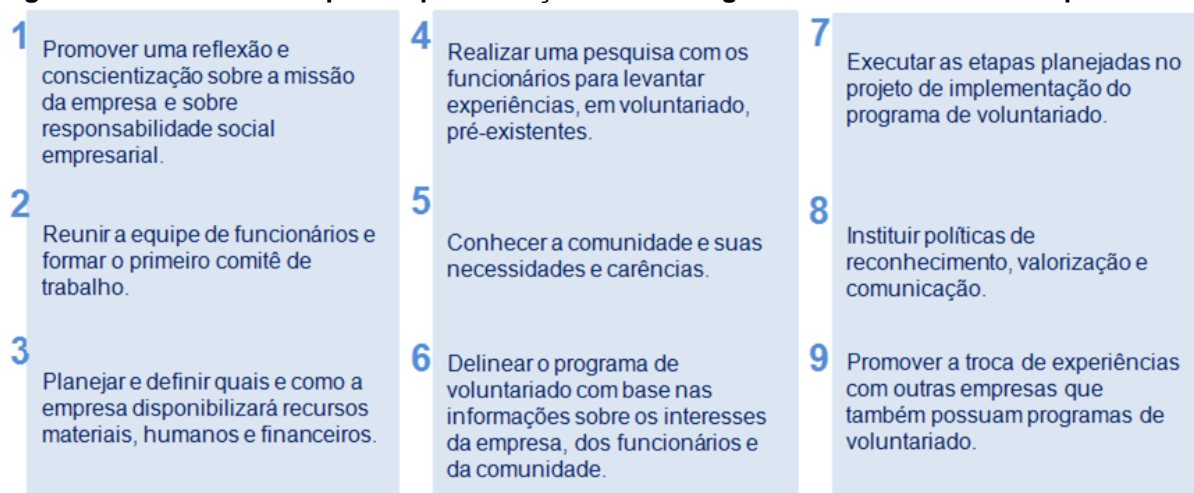 1
Promover uma reflexão e
conscientização sobre a missão
da empresa e sobre
responsabilidade social
empresarial.
2
Reunir a equipe de funcionários e
formar o primeiro comitê de
trabalho.
3
Planejar e definir quais e como a
empresa disponibilizará recursos
materiais, humanos e financeiros.
4
Realizar uma pesquisa com os
funcionários para levantar
experiências, em voluntariado,
pré-existentes.
5
Conhecer a comunidade e suas
necessidades e carências.
6
Delinear o programa de
voluntariado com base nas
informações sobre os interesses
da empresa, dos funcionários e
da comunidade.
7
Executar as etapas planejadas no
projeto de implementação do
programa de voluntariado.
8
Instituir políticas de
reconhecimento, valorização e
comunicação.
9
Promover a troca de experiências
com outras empresas que
também possuam programas de
voluntariado.